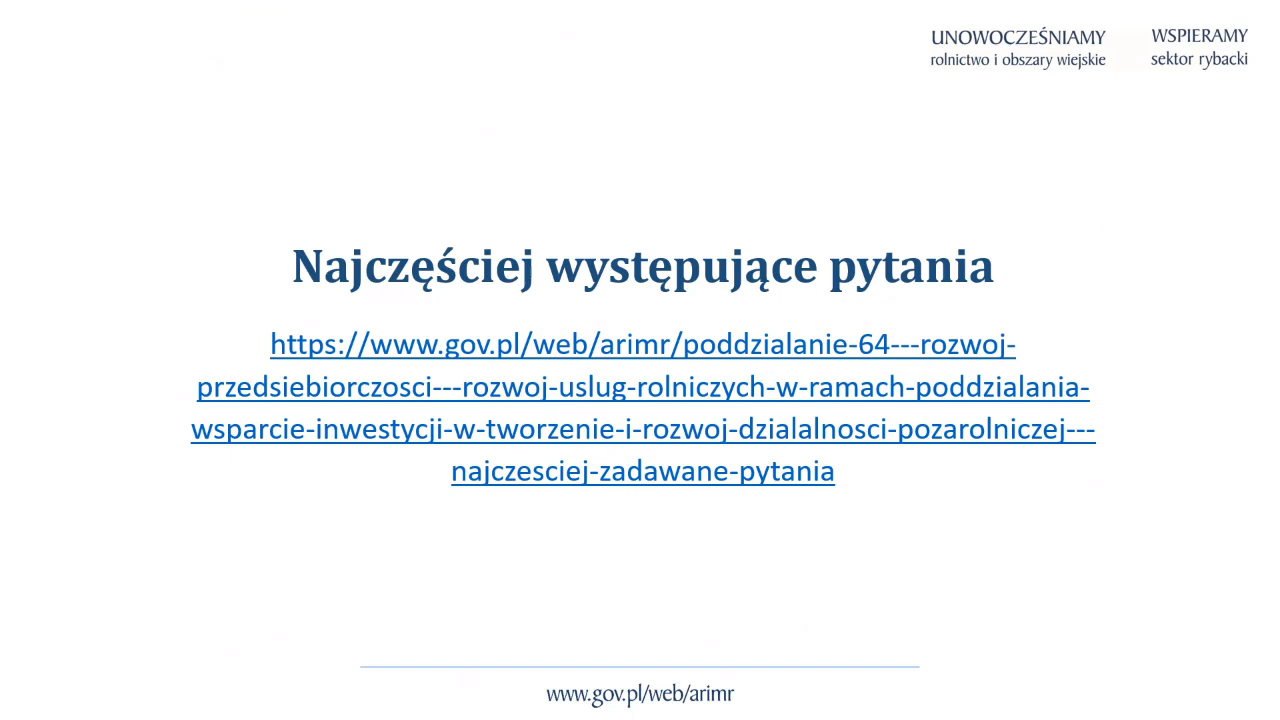 UNOWOCZEŚNIAMY
rolnictwo i obszary wiejskie
WSPIERAMY
sektor rybacki
Najczęściej występujące pytania
https://www.gov.pl/web/arimr/poddzialanie-64---rozwoj-
przedsiebiorczosci---rozwoj-uslug-rolniczych-w-ramach-poddzialania-
wsparcie-inwestycji-w-tworzenie-i-rozwoj-dzialalnosci-pozarolniczej---
najczesciej-zadawane-pytania
www.gov.pl/web/arimr